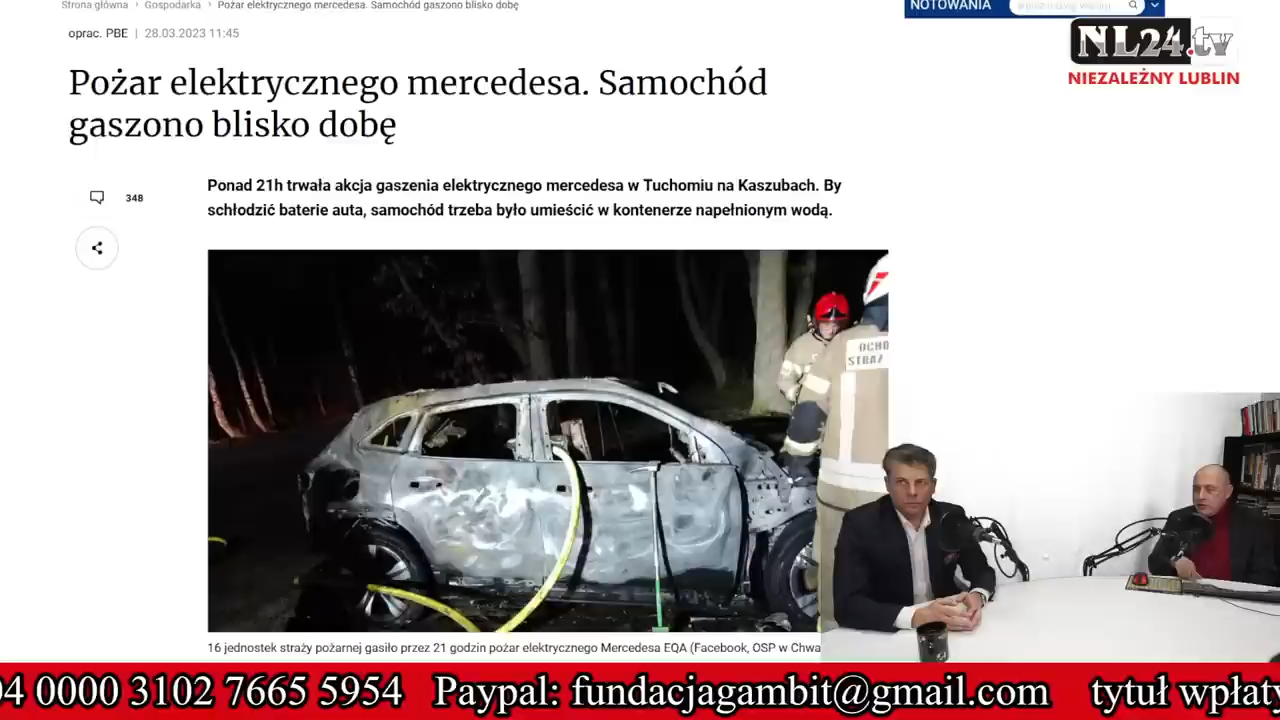 Strona główna › Gospodarka › Pożar elektrycznego mercedesa. Samochód gaszono blisko dobę
NOTOWANIA
oprac. PBE | 28.03.2023 11:45
NL24.tv
NIEZALEŻNY LUBLIN
Pożar elektrycznego mercedesa. Samochód
gaszono blisko dobę
348
Ponad 21h trwała akcja gaszenia elektrycznego mercedesa w Tuchomiu na Kaszubach. By
schłodzić baterie auta, samochód trzeba było umieścić w kontenerze napełnionym wodą.
OCHO
STRAŻ
16 jednostek straży pożarnej gasiło przez 21 godzin pożar elektrycznego Mercedesa EQA (Facebook, OSP w Chwa
04 0000 3102 7665 5954 Paypal: fundacjagambit@gmail.com tytuł wpłaty